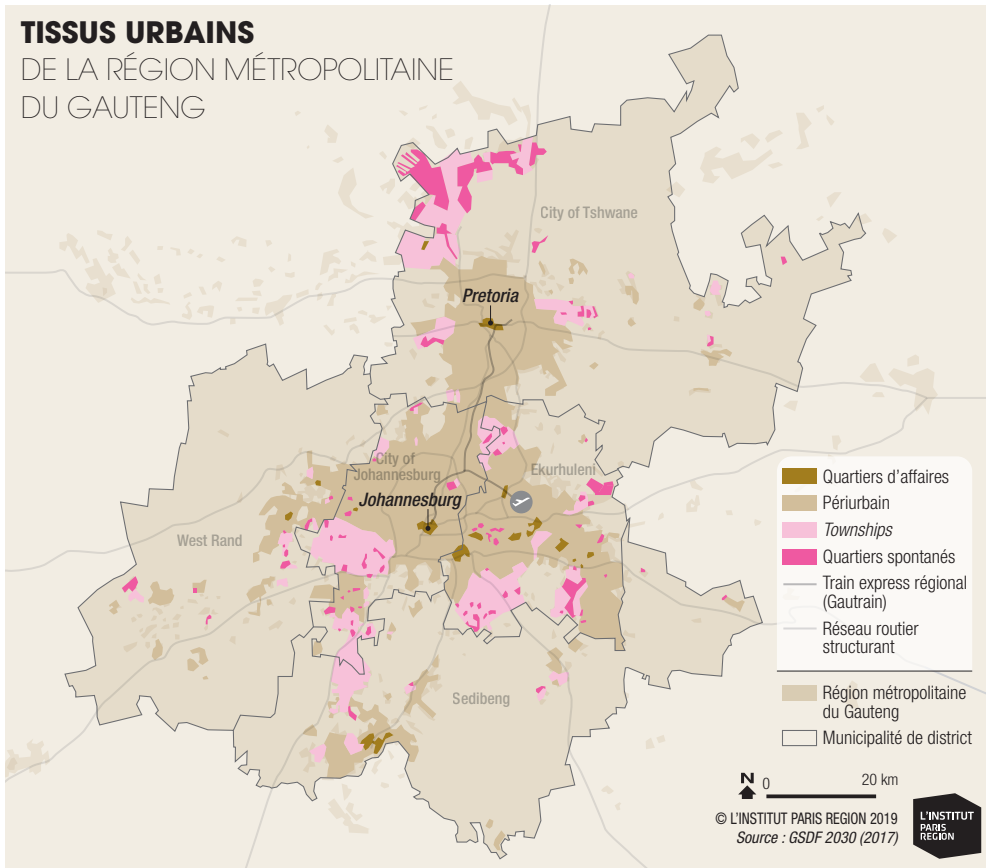 TISSUS URBAINS
DE LA RÉGION MÉTROPOLITAINE
DU GAUTENG
City of Tshwane
Pretoria
City of
Johannesburg
Ekurhuleni
Johannesburg
West Rand
Sedibeng
Quartiers d’affaires
Périurbain
Townships
Quartiers spontanés
Train express régional
(Gautrain)
Réseau routier
structurant
Région métropolitaine
du Gauteng
Municipalité de district
N
0
20 km
© L’INSTITUT PARIS REGION 2019
Source : GSDF 2030 (2017)
L’INSTITUT
PARIS
REGION